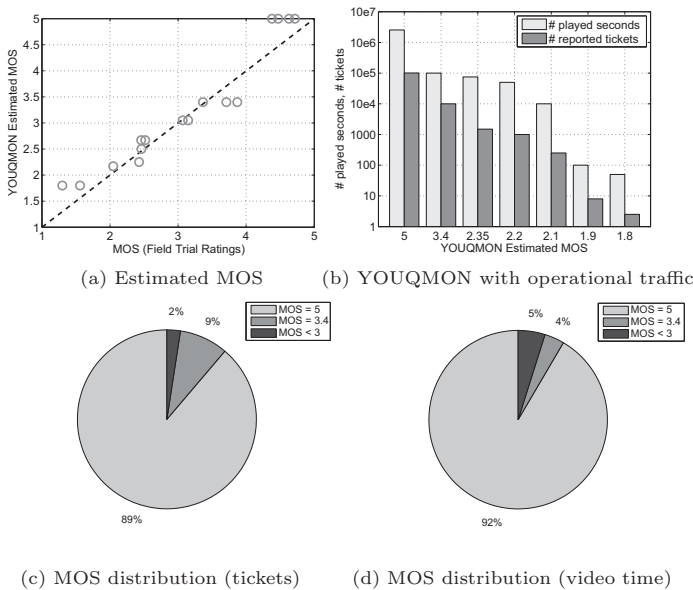 YOUQMON Estimated MOS
5
4.5
4
3.5
3
2.5
2
1.5
1
1 2 3 4 5
MOS (Field Trial Ratings)
(a) Estimated MOS
# played seconds, # tickets
10e7
10e6
10e5
10e4
1000
100
10
1
# played seconds
# reported tickets
5 3.4 2.35 2.2 2.1 1.9 1.8
YOUQMON Estimated MOS
(b) YOUQMON with operational traffic
2%
9%
89%
MOS = 5
MOS = 3.4
MOS < 3
(c) MOS distribution (tickets)
5%
4%
92%
MOS = 5
MOS = 3.4
MOS < 3
(d) MOS distribution (video time)